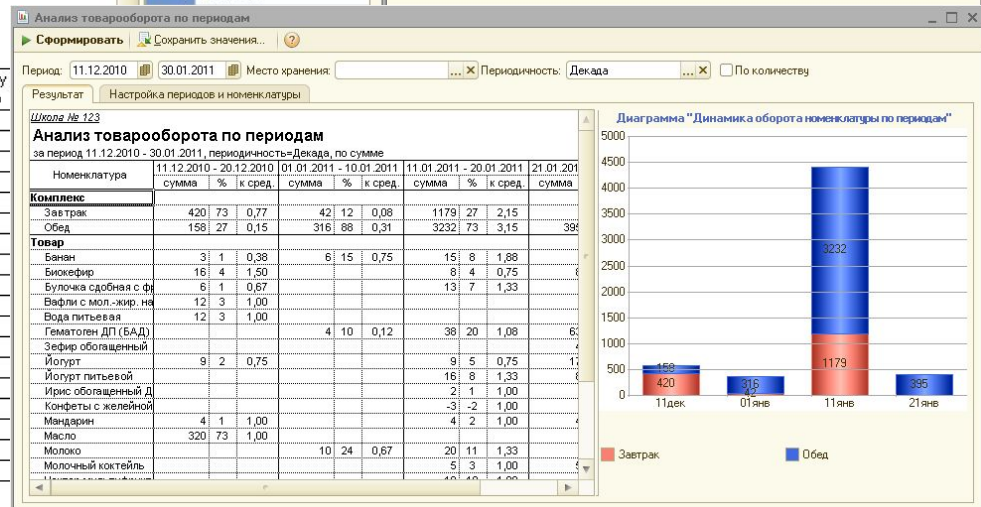 Анализ товарооборота по периодам
Сформировать Сохранить значения... ?
Период: 11.12.2010 30.01.2011 Место хранения: ... × Периодичность: Декада ... × По количеству
Результат Настройка периодов и номенклатуры
Школа № 123
Анализ товарооборота по периодам
за период 11.12.2010 - 30.01.2011, периодичность=Декада, по сумме
Номенклатура 11.12.2010 - 20.12.2010 01.01.2011 - 10.01.2011 11.01.2011 - 20.01.2011 21.01.201
сумма % к сред. сумма % к сред. сумма % к сред. сумма
Комплекс
Завтрак 420 73 0,77 42 12 0,08 1179 27 2,15
Обед 158 27 0,15 316 88 0,31 3232 73 3,15 395
Товар
Банан 3 1 0,38 6 15 0,75 15 8 1,88
Биокефир 16 4 1,50 8 4 0,75
Булочка сдобная с фр 6 1 0,67 13 7 1,33
Вафли с мол.-жир. на 12 3 1,00
Вода питьевая 12 3 1,00
Гематоген ДП (БАД) 4 10 0,12 38 20 1,08 63
Зефир обогащенный
Йогурт 9 2 0,75 9 5 0,75 17
Йогурт питьевой 16 8 1,33
Ирис обогащенный Д 2 1 1,00
Конфеты с желейной -3 -2 1,00
Мандарин 4 1 1,00 4 2 1,00
Масло 320 73 1,00
Молоко 10 24 0,67 20 11 1,33
Молочный коктейль 5 3 1,00
Диаграмма "Динамика оборота номенклатуры по периодам"
5000
4500
4000
3500
3000
2500
2000
1500
1000
500
0
3232
1179
158
420
316
42
395
11дек 01янв 11янв 21янв
Завтрак Обед